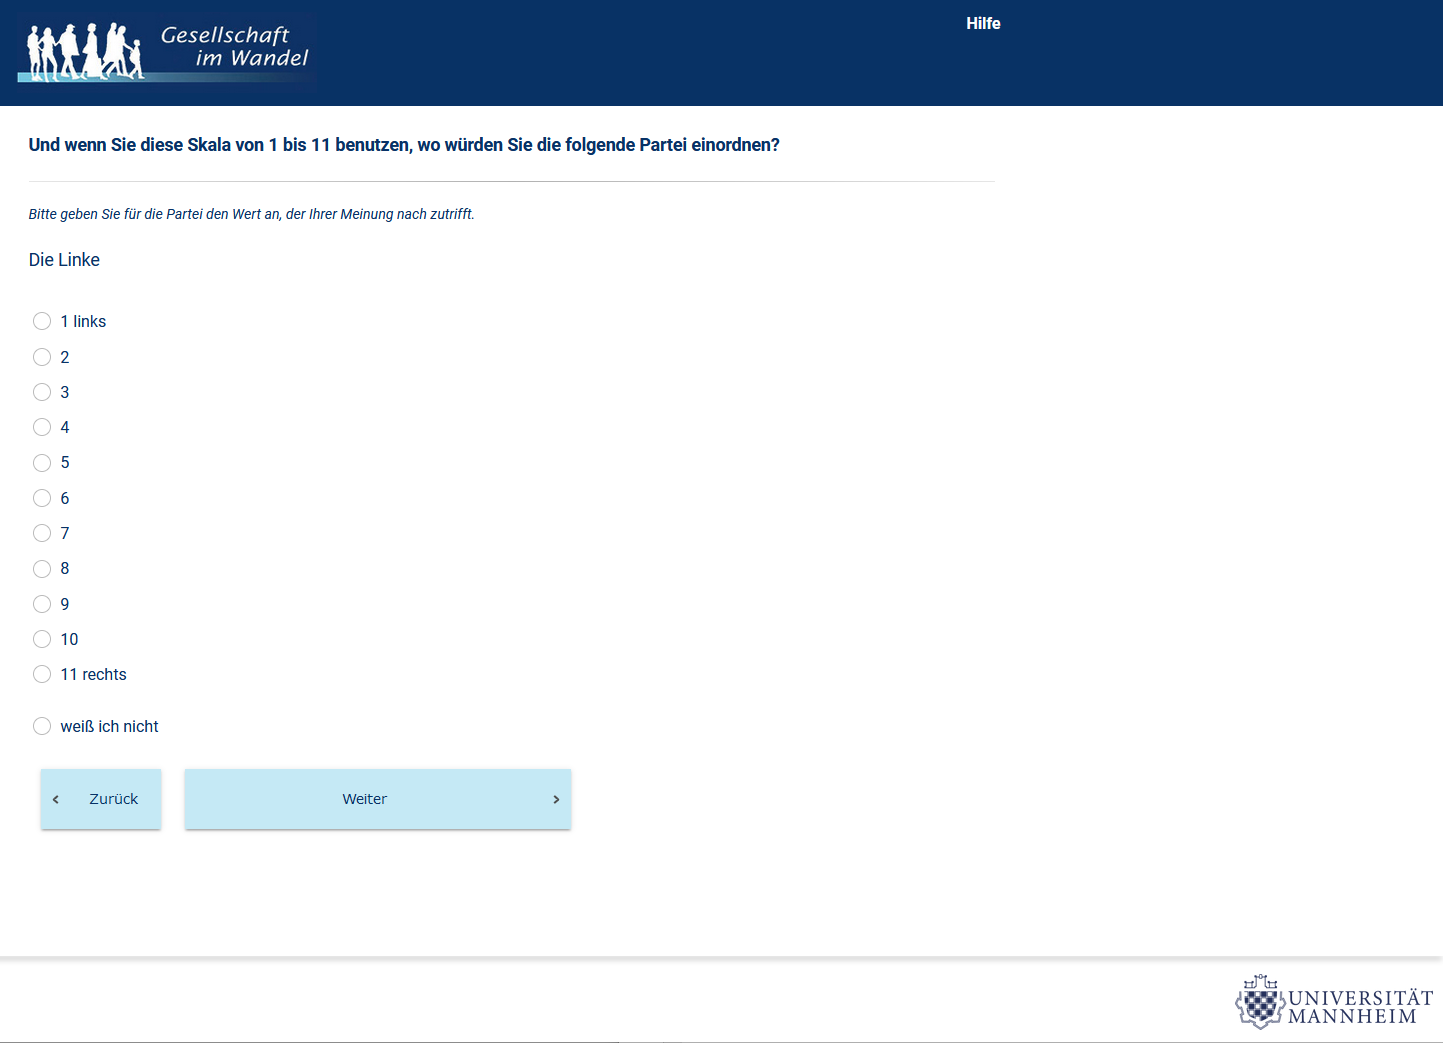 Gesellschaft
im Wandel
Hilfe
Und wenn Sie diese Skala von 1 bis 11 benutzen, wo würden Sie die folgende Partei einordnen?
Bitte geben Sie für die Partei den Wert an, der Ihrer Meinung nach zutrifft.
Die Linke
1 links
2
3
4
5
6
7
8
9
10
11 rechts
weiß ich nicht
‹ Zurück
Weiter ›
UNIVERSITÄT
MANNHEIM